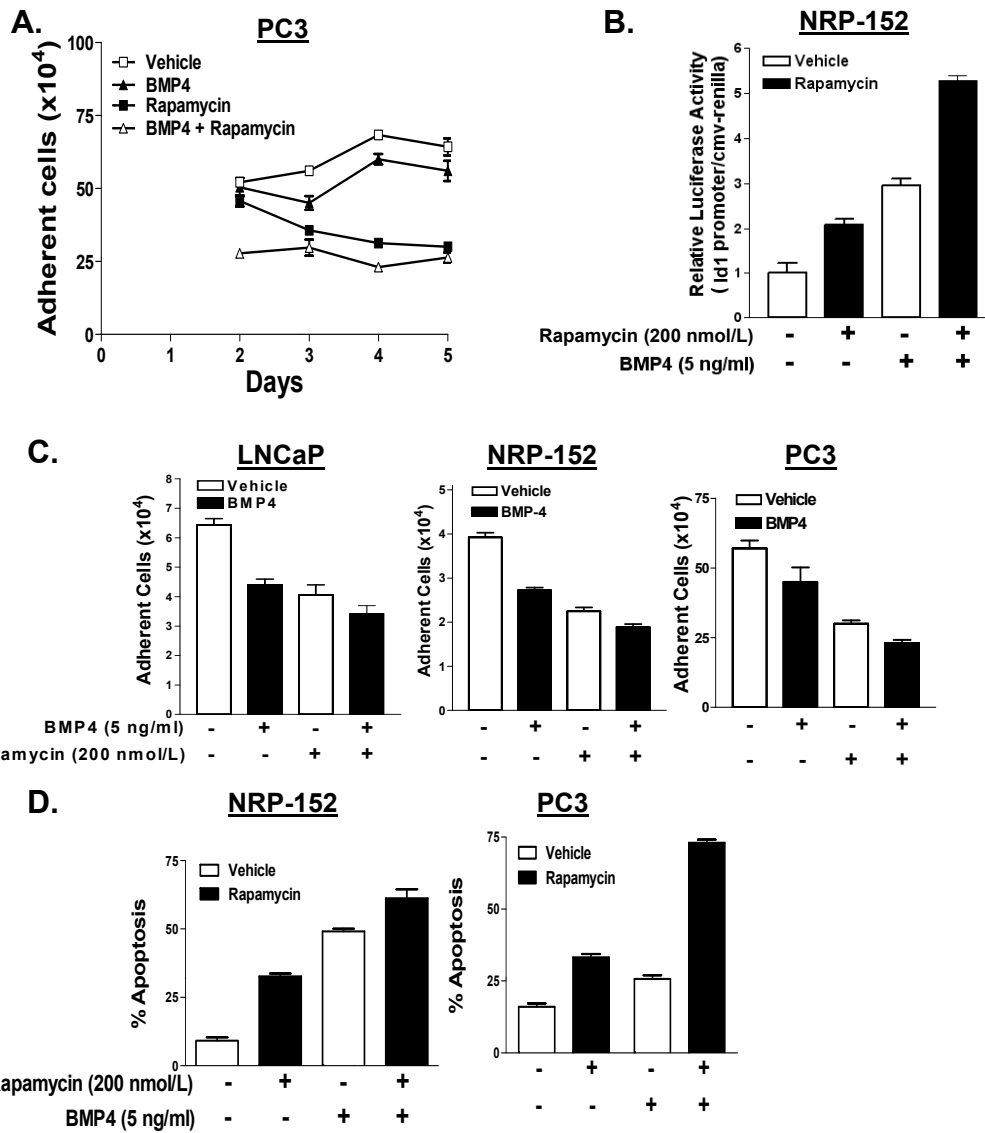 A.
PC3
Adherent cells (x10⁴)
100
75
50
25
0
Vehicle
BMP4
Rapamycin
BMP4 + Rapamycin
0 1 2 3 4 5
Days
B.
NRP-152
Relative Luciferase Activity
( Id1 promoter/cmv-renilla)
6
5
4
3
2
1
0
Vehicle
Rapamycin
Rapamycin (200 nmol/L) - + - +
BMP4 (5 ng/ml) - - + +
C.
LNCaP
Adherent Cells (x10⁴)
8
7
6
5
4
3
2
1
0
Vehicle
BMP4
BMP4 (5 ng/ml) - + - +
amycin (200 nmol/L) - - + +
NRP-152
Adherent Cells (x10⁴)
5
4
3
2
1
0
Vehicle
BMP-4
- + - +
- - + +
PC3
Adherent Cells (x10⁴)
75
50
25
0
Vehicle
BMP4
- + - +
- - + +
D.
NRP-152
% Apoptosis
75
50
25
0
Vehicle
Rapamycin
Rapamycin (200 nmol/L) - + - +
BMP4 (5 ng/ml) - - + +
PC3
% Apoptosis
75
50
25
0
Vehicle
Rapamycin
- + - +
- - + +